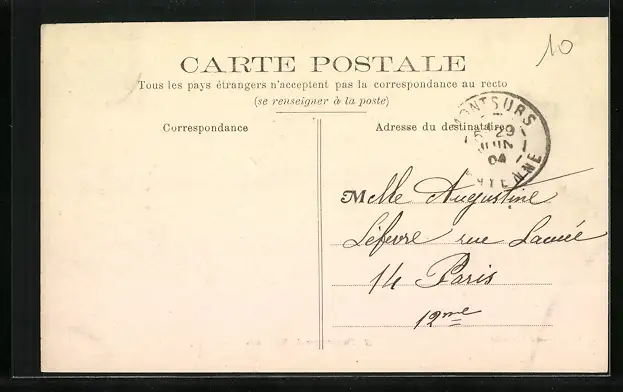 10
CARTE POSTALE
Tous les pays étrangers n'acceptent pas la correspondance au recto
(se renseigner à la poste)
Correspondance
Adresse du destinataire
MONTSURS
29
JUIN
04
MAYENNE
Melle Augustine
Lefevre rue Lacuée
14 Paris
12me